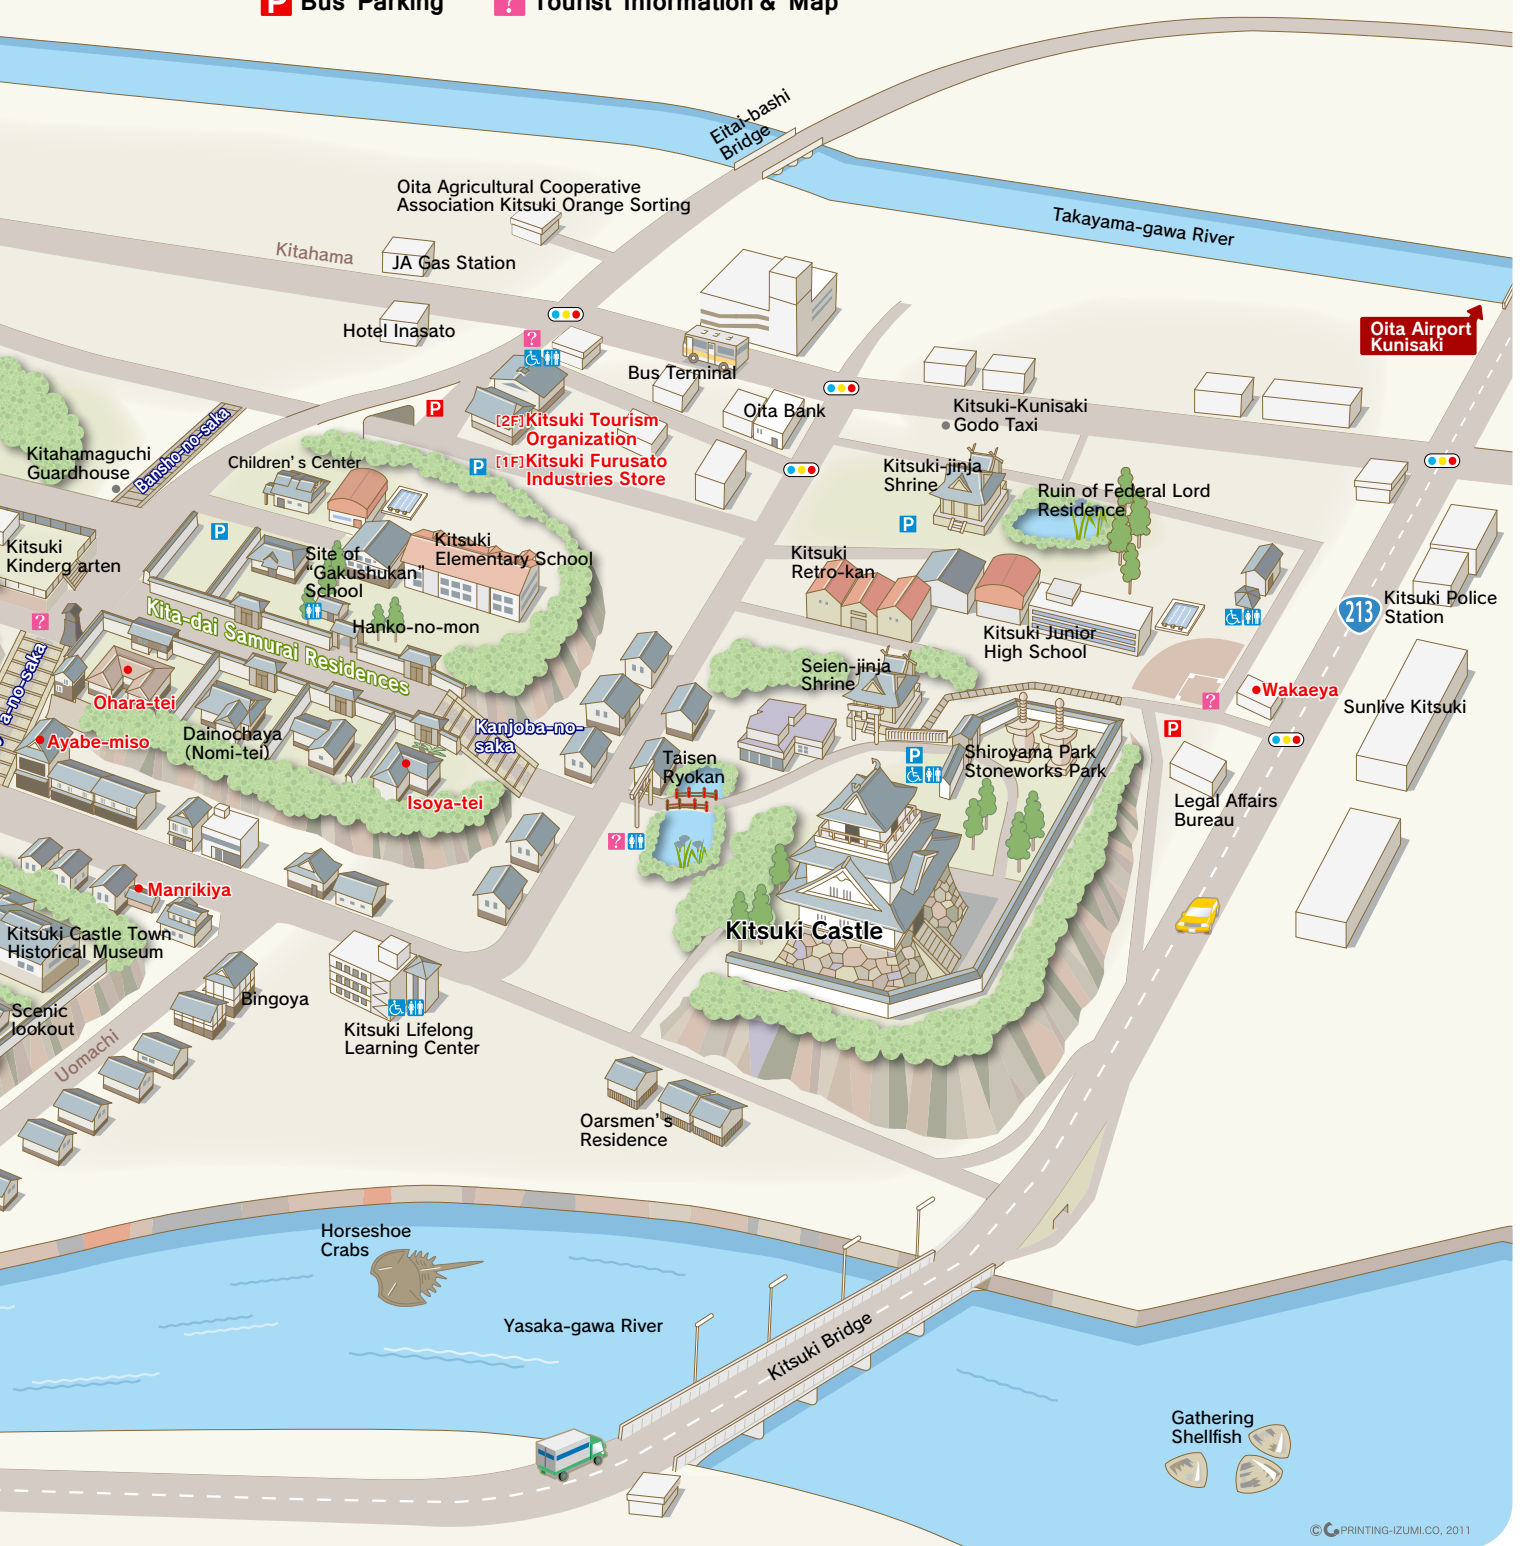 P Bus Parking
? Tourist Information & Map
Eitai-bashi
Bridge
Oita Agricultural Cooperative
Association Kitsuki Orange Sorting
Takayama-gawa River
Kitahama
JA Gas Station
Hotel Inasato
Oita Airport
Kunisaki
?
Bus Terminal
P
[2F]Kitsuki Tourism
Organization
[1F]Kitsuki Furusato
Industries Store
P
Oita Bank
Kitsuki-Kunisaki
Godo Taxi
Kitahamaguchi
Guardhouse
Bansho-no-saka
Children's Center
Kitsuki-jinja
Shrine
P
Ruin of Federal Lord
Residence
P
Kitsuki
Kinderg arten
Site of
“Gakushukan”
School
Kitsuki
Elementary School
Kitsuki
Retro-kan
Hanko-no-mon
Kita-dai Samurai Residences
?
Kitsuki Junior
High School
213
Kitsuki Police
Station
a-no-saka
Ohara-tei
Ayabe-miso
Dainochaya
(Nomi-tei)
Isoya-tei
Kanjoba-no-
saka
Seien-jinja
Shrine
?
Wakaeya
P
Sunlive Kitsuki
Taisen
Ryokan
P
Shiroyama Park
Stoneworks Park
Legal Affairs
Bureau
?
Manrikiya
Kitsuki Castle Town
Historical Museum
Kitsuki Castle
Scenic
lookout
Bingoya
Uomachi
Kitsuki Lifelong
Learning Center
Oarsmen's
Residence
Horseshoe
Crabs
Yasaka-gawa River
Kitsuki Bridge
Gathering
Shellfish
© PRINTING-IZUMI.CO, 2011